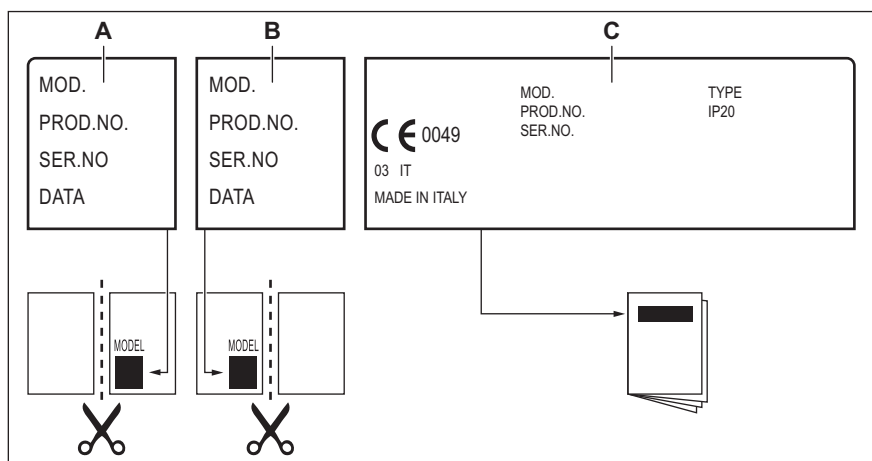 A
B
C
MOD.
PROD.NO.
SER.NO
DATA
MOD.
PROD.NO.
SER.NO
DATA
MOD.
PROD.NO.
SER.NO.
TYPE
IP20
CE 0049
03 IT
MADE IN ITALY
MODEL
MODEL